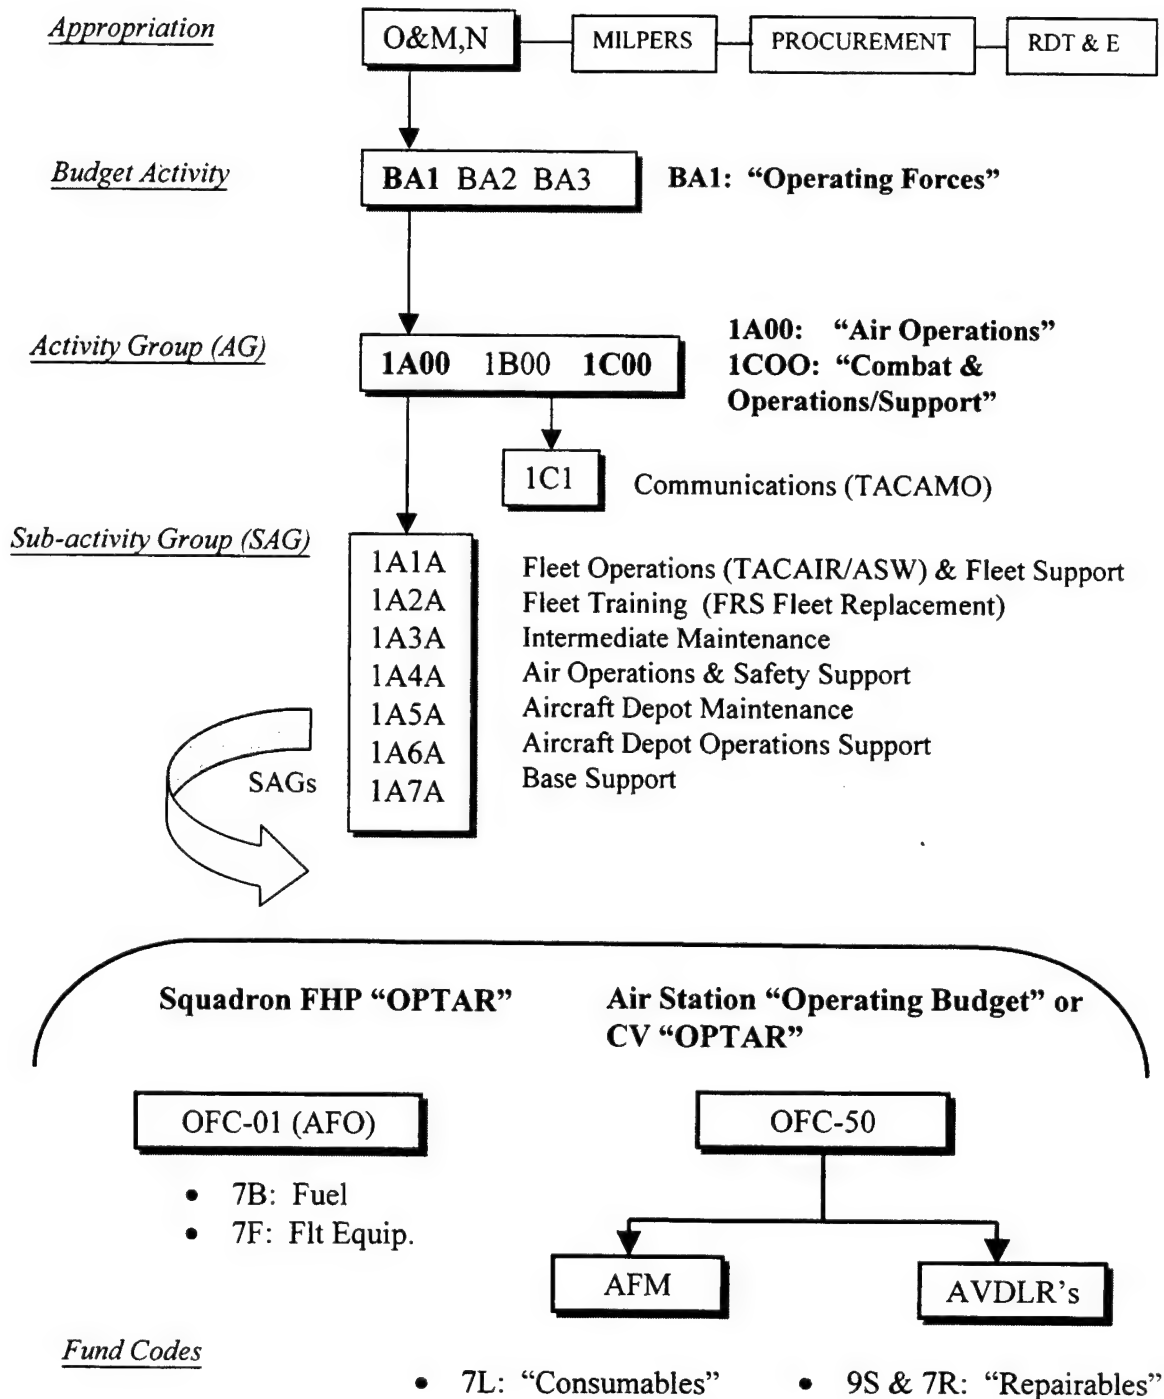 Appropriation
O&M,N
MILPERS
PROCUREMENT
RDT & E
Budget Activity
BA1 BA2 BA3
BA1: “Operating Forces”
Activity Group (AG)
1A00 1B00 1C00
1A00: “Air Operations”
1COO: “Combat &
Operations/Support”
1C1
Communications (TACAMO)
Sub-activity Group (SAG)
1A1A Fleet Operations (TACAIR/ASW) & Fleet Support
1A2A Fleet Training (FRS Fleet Replacement)
1A3A Intermediate Maintenance
1A4A Air Operations & Safety Support
1A5A Aircraft Depot Maintenance
1A6A Aircraft Depot Operations Support
1A7A Base Support
SAGs
Squadron FHP “OPTAR”
Air Station “Operating Budget” or
CV “OPTAR”
OFC-01 (AFO)
• 7B: Fuel
• 7F: Flt Equip.
OFC-50
AFM
AVDLR’s
Fund Codes
• 7L: “Consumables”
• 9S & 7R: “Repairables”